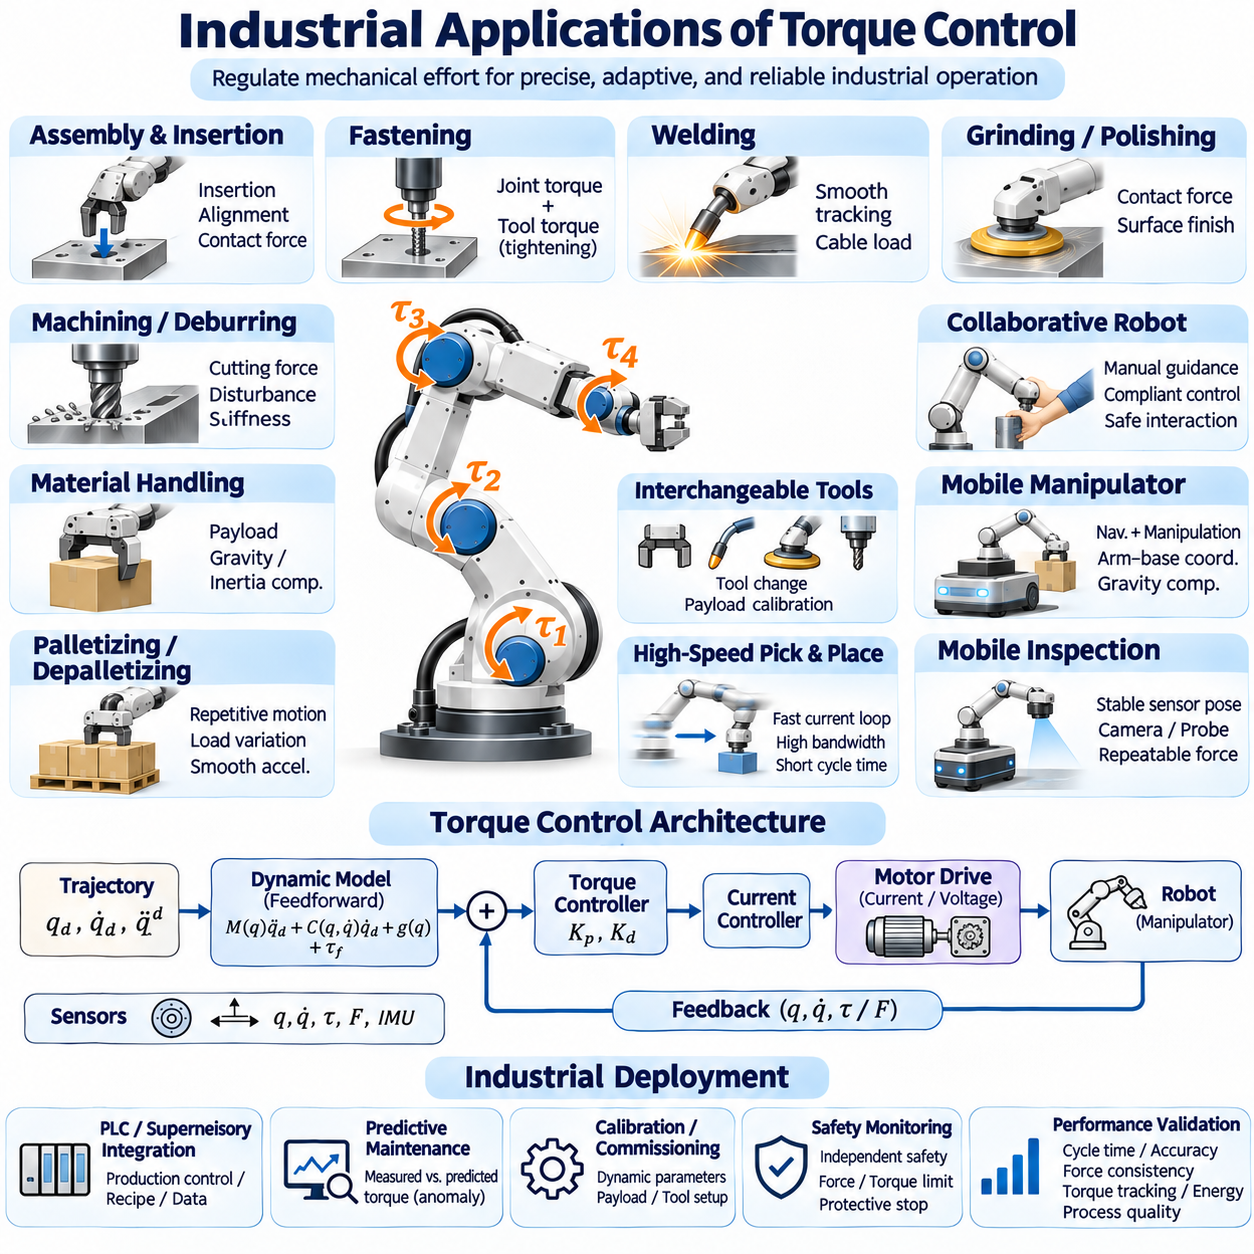 Industrial Applications of Torque Control
Regulate mechanical effort for precise, adaptive, and reliable industrial operation
Assembly & Insertion
Insertion
Alignment
Contact force
Fastening
Joint torque
+
Tool torque
(tightening)
Welding
Smooth
tracking
Cable load
Grinding / Polishing
Contact force
Surface finish
Machining / Deburring
Cutting force
Disturbance
Sɩiffness
τ3
τ4
τ2
τ1
Collaborative Robot
Manual guidance
Compliant control
Safe interaction
Material Handling
Payload
Gravity /
Inertia comp.
Interchangeable Tools
Tool change
Payload calibration
Mobile Manipulator
Nav. + Manipulation
Arm–base coord.
Gravity comp.
Palletizing /
Depalletizing
Repetitive motion
Load variation
Smooth accel.
High-Speed Pick & Place
Fast current loop
High bandwidth
Short cycle time
Mobile Inspection
Stable sensor pose
Camera / Probe
Repeatable force
Torque Control Architecture
Trajectory
q_d, q̇_d, q̈^d
Dynamic Model
(Feedforward)
M(q)q̈_d + C(q, q̇)q̇_d + g(q)
+ τ_f
+
Torque
Controller
K_p, K_d
Current
Controller
Motor Drive
(Current / Voltage)
Robot
(Manipulator)
Sensors
q, q̇, τ, F, IMU
Feedback (q, q̇, τ / F)
Industrial Deployment
PLC / Superneisory
Integration
Production control /
Recipe / Data
Predictive
Maintenance
Measured vs. predicted
torque (anomaly)
Calibration /
Commissioning
Dynamic parameters
Payload / Tool setup
Safety Monitoring
Independent safety
Force / Torque limit
Protective stop
Performance Validation
Cycle time / Accuracy
Force consistency
Torque tracking / Energy
Process quality